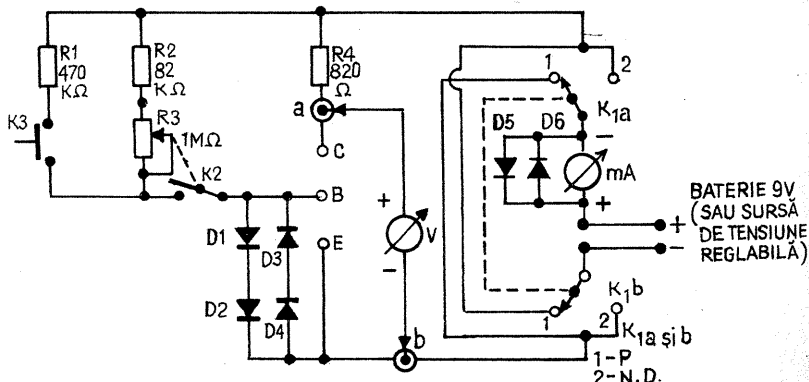 R1
470
KΩ
R2
82
KΩ
R3
1MΩ
K3
K2
R4
820
Ω
a
C
B
E
D1
D2
D3
D4
+
V
−
b
1
2
K1a
D5
D6
−
mA
+
BATERIE 9V
+ (SAU SURSĂ
− DE TENSIUNE
REGLABILĂ)
K1b
1
2
K1a și b
1-P
2-N.D.